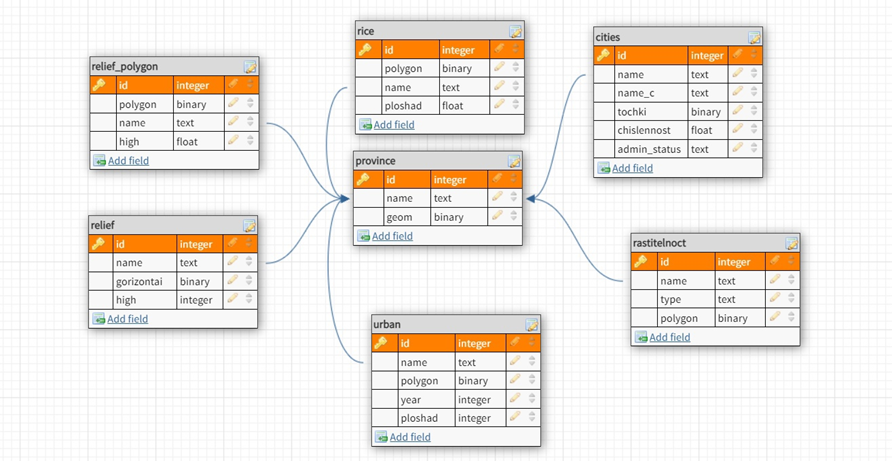 relief_polygon
id integer
polygon binary
name text
high float
Add field
relief
id integer
name text
gorizontai binary
high integer
Add field
rice
id integer
polygon binary
name text
ploshad float
Add field
province
id integer
name text
geom binary
Add field
urban
id integer
name text
polygon binary
year integer
ploshad integer
Add field
cities
id integer
name text
name_c text
tochki binary
chislennost float
admin_status text
Add field
rastitelnoct
id integer
name text
type text
polygon binary
Add field